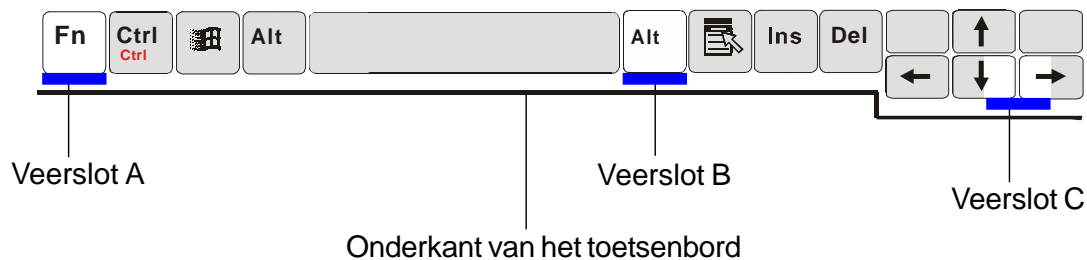 Fn Ctrl Alt Alt Ins Del
Ctrl
Veerslot A
Veerslot B
Veerslot C
Onderkant van het toetsenbord